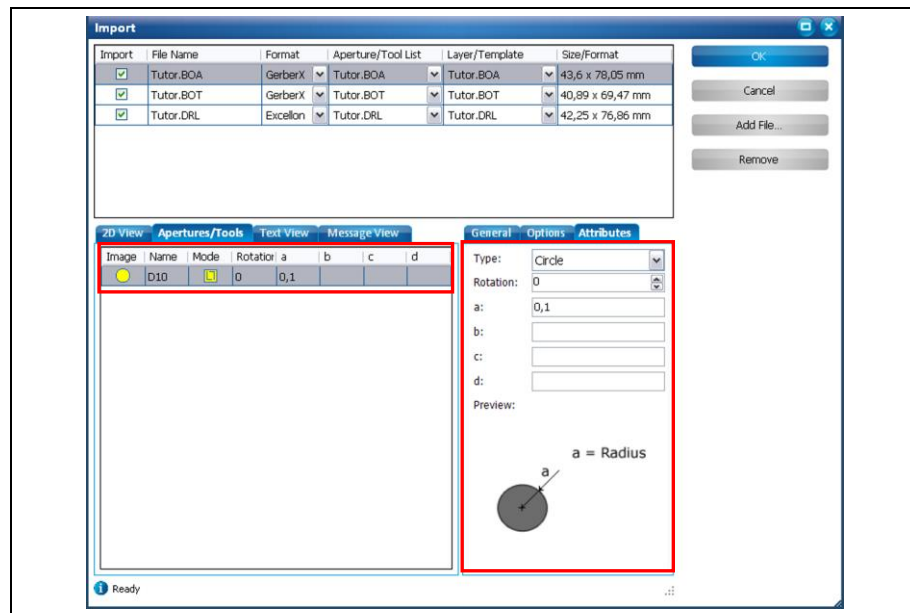 Import
Import File Name Format Aperture/Tool List Layer/Template Size/Format
Tutor.BOA GerberX Tutor.BOA Tutor.BOA 43,6 x 78,05 mm
Tutor.BOT GerberX Tutor.BOT Tutor.BOT 40,89 x 69,47 mm
Tutor.DRL Excellon Tutor.DRL Tutor.DRL 42,25 x 76,86 mm
OK
Cancel
Add File...
Remove
2D View Apertures/Tools Text View Message View
Image Name Mode Rotation a b c d
D10 0 0,1
General Options Attributes
Type: Circle
Rotation: 0
a: 0,1
b:
c:
d:
Preview:
a = Radius
a
Ready